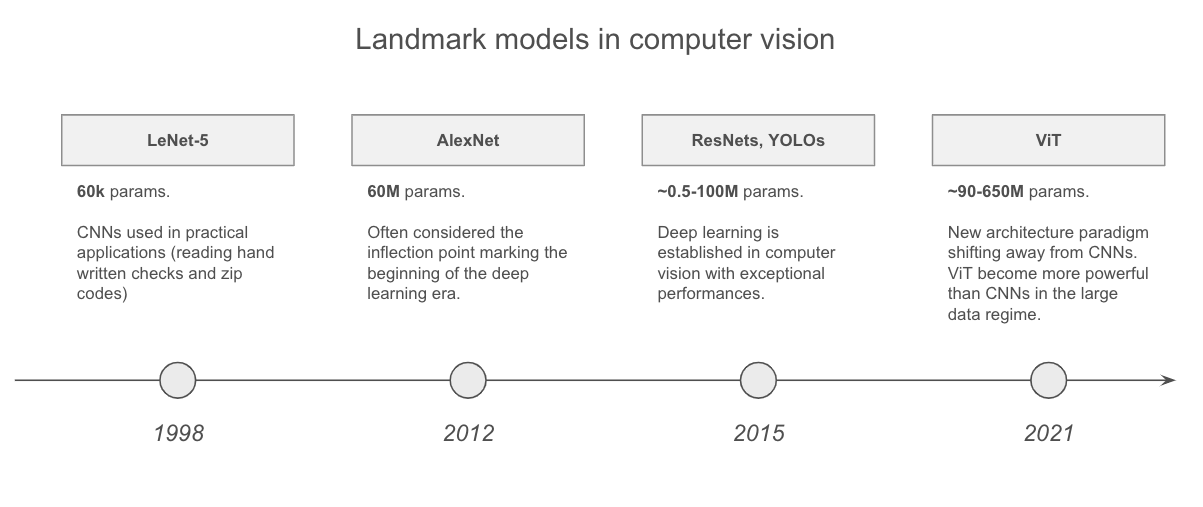 Landmark models in computer vision
LeNet-5
60k params.
CNNs used in practical
applications (reading hand
written checks and zip
codes)
1998
AlexNet
60M params.
Often considered the
inflection point marking the
beginning of the deep
learning era.
2012
ResNets, YOLOs
~0.5-100M params.
Deep learning is
established in computer
vision with exceptional
performances.
2015
ViT
~90-650M params.
New architecture paradigm
shifting away from CNNs.
ViT become more powerful
than CNNs in the large
data regime.
2021